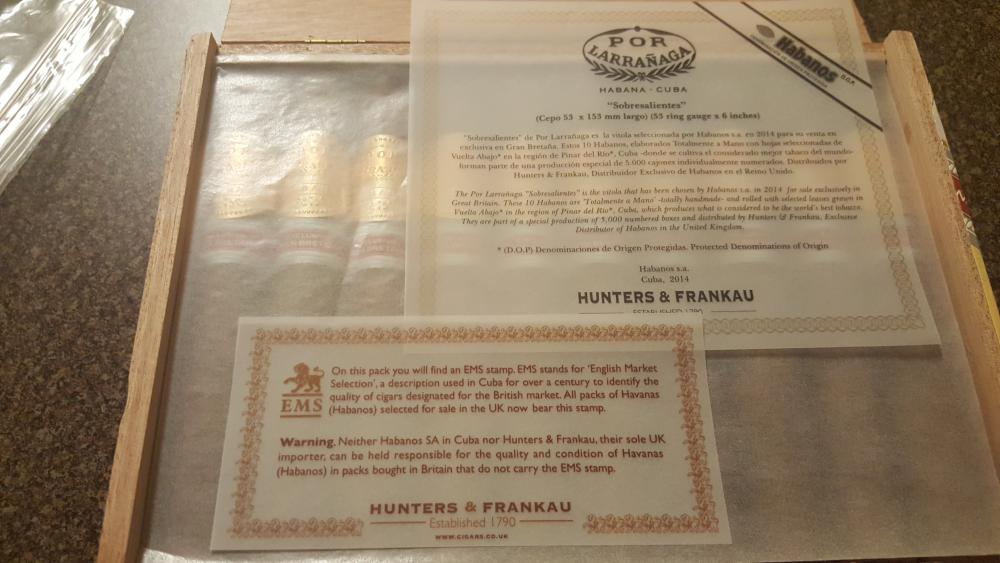 POR
LARRAÑAGA
HABANA - CUBA
Habanos s.a.
"Sobresalientes"
(Cepo 53 x 153 mm largo) (53 ring gauge x 6 inches)
"Sobresalientes" de Por Larrañaga es la vitola seleccionada por Habanos s.a. en 2014 para su venta en
exclusiva en Gran Bretaña. Estos 10 Habanos, elaborados Totalmente a Mano con hojas seleccionadas de
Vuelta Abajo* en la región de Pinar del Río*, Cuba -donde se cultiva el considerado mejor tabaco del mundo-
forman parte de una producción especial de 5.000 cajones individualmente numerados. Distribuidos por
Hunters & Frankau, Distribuidor Exclusivo de Habanos en el Reino Unido.
The Por Larrañaga "Sobresalientes" is the vitola that has been chosen by Habanos s.a. in 2014 for sale exclusively in
Great Britain. These 10 Habanos are 'Totalmente a Mano' -totally handmade- and rolled with selected leaves grown in
Vuelta Abajo* in the region of Pinar del Río*, Cuba, which produces what is considered to be the world's best tobacco.
They are part of a special production of 5,000 numbered boxes and distributed by Hunters & Frankau, Exclusive
Distributor of Habanos in the United Kingdom.
* (D.O.P) Denominaciones de Origen Protegidas. Protected Denominations of Origin
Habanos s.a.
Cuba, 2014
HUNTERS & FRANKAU
ESTABLISHED 1790
On this pack you will find an EMS stamp. EMS stands for 'English Market
Selection', a description used in Cuba for over a century to identify the
quality of cigars designated for the British market. All packs of Havanas
(Habanos) selected for sale in the UK now bear this stamp.
EMS
Warning. Neither Habanos SA in Cuba nor Hunters & Frankau, their sole UK
importer, can be held responsible for the quality and condition of Havanas
(Habanos) in packs bought in Britain that do not carry the EMS stamp.
HUNTERS & FRANKAU
Established 1790
WWW.CIGARS.CO.UK